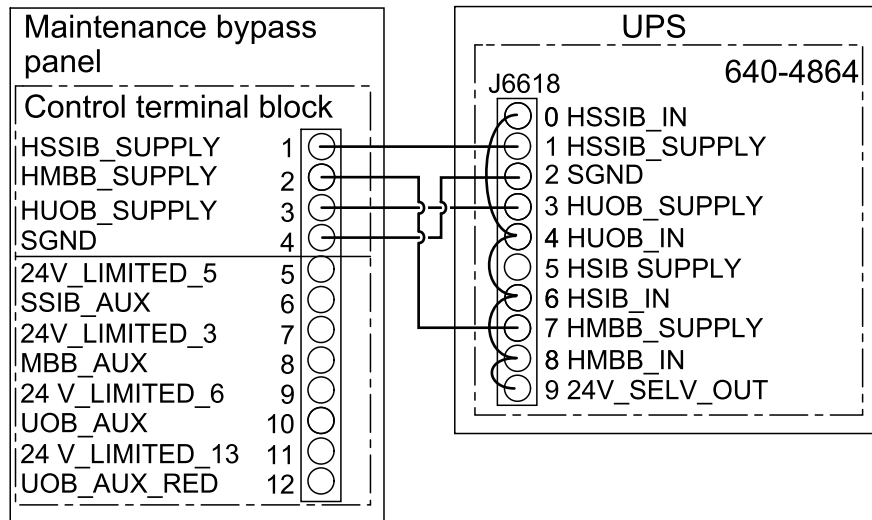 Maintenance bypass
panel
Control terminal block
HSSIB_SUPPLY 1
HMBB_SUPPLY 2
HUOB_SUPPLY 3
SGND 4
24V_LIMITED_5 5
SSIB_AUX 6
24V_LIMITED_3 7
MBB_AUX 8
24 V_LIMITED_6 9
UOB_AUX 10
24 V_LIMITED_13 11
UOB_AUX_RED 12
UPS
640-4864
J6618
0 HSSIB_IN
1 HSSIB_SUPPLY
2 SGND
3 HUOB_SUPPLY
4 HUOB_IN
5 HSIB SUPPLY
6 HSIB_IN
7 HMBB_SUPPLY
8 HMBB_IN
9 24V_SELV_OUT